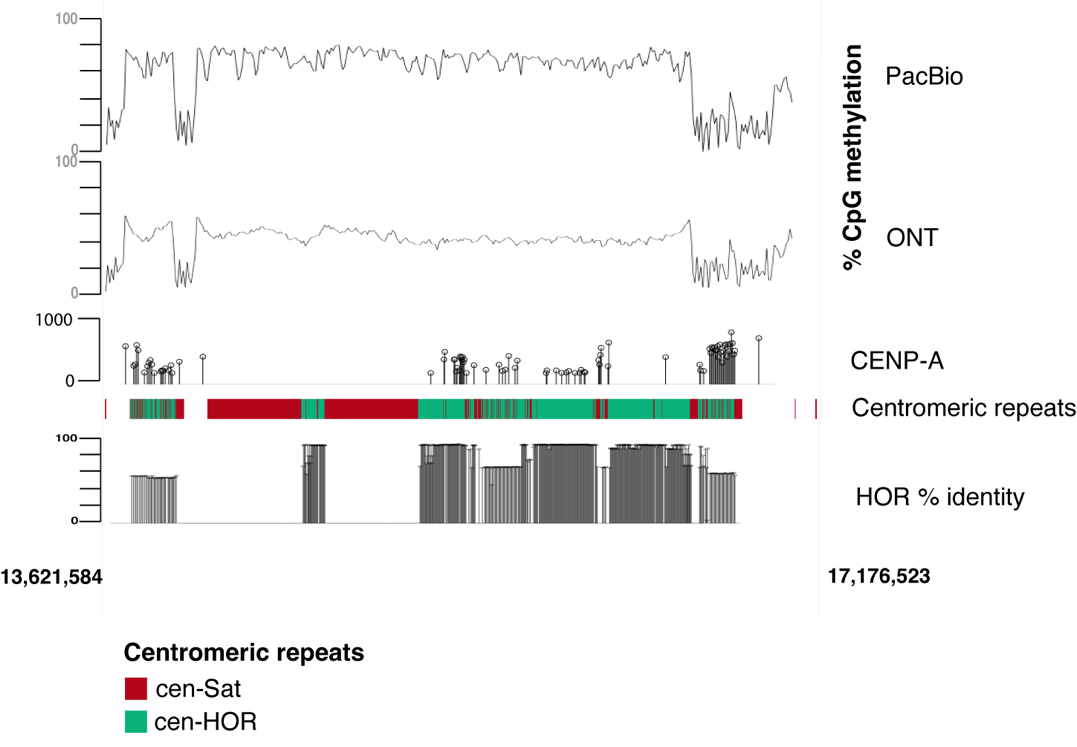 100
0
PacBio
100
0
ONT
% CpG methylation
1000
0
CENP-A
Centromeric repeats
100
0
HOR % identity
13,621,584
17,176,523
Centromeric repeats
cen-Sat
cen-HOR